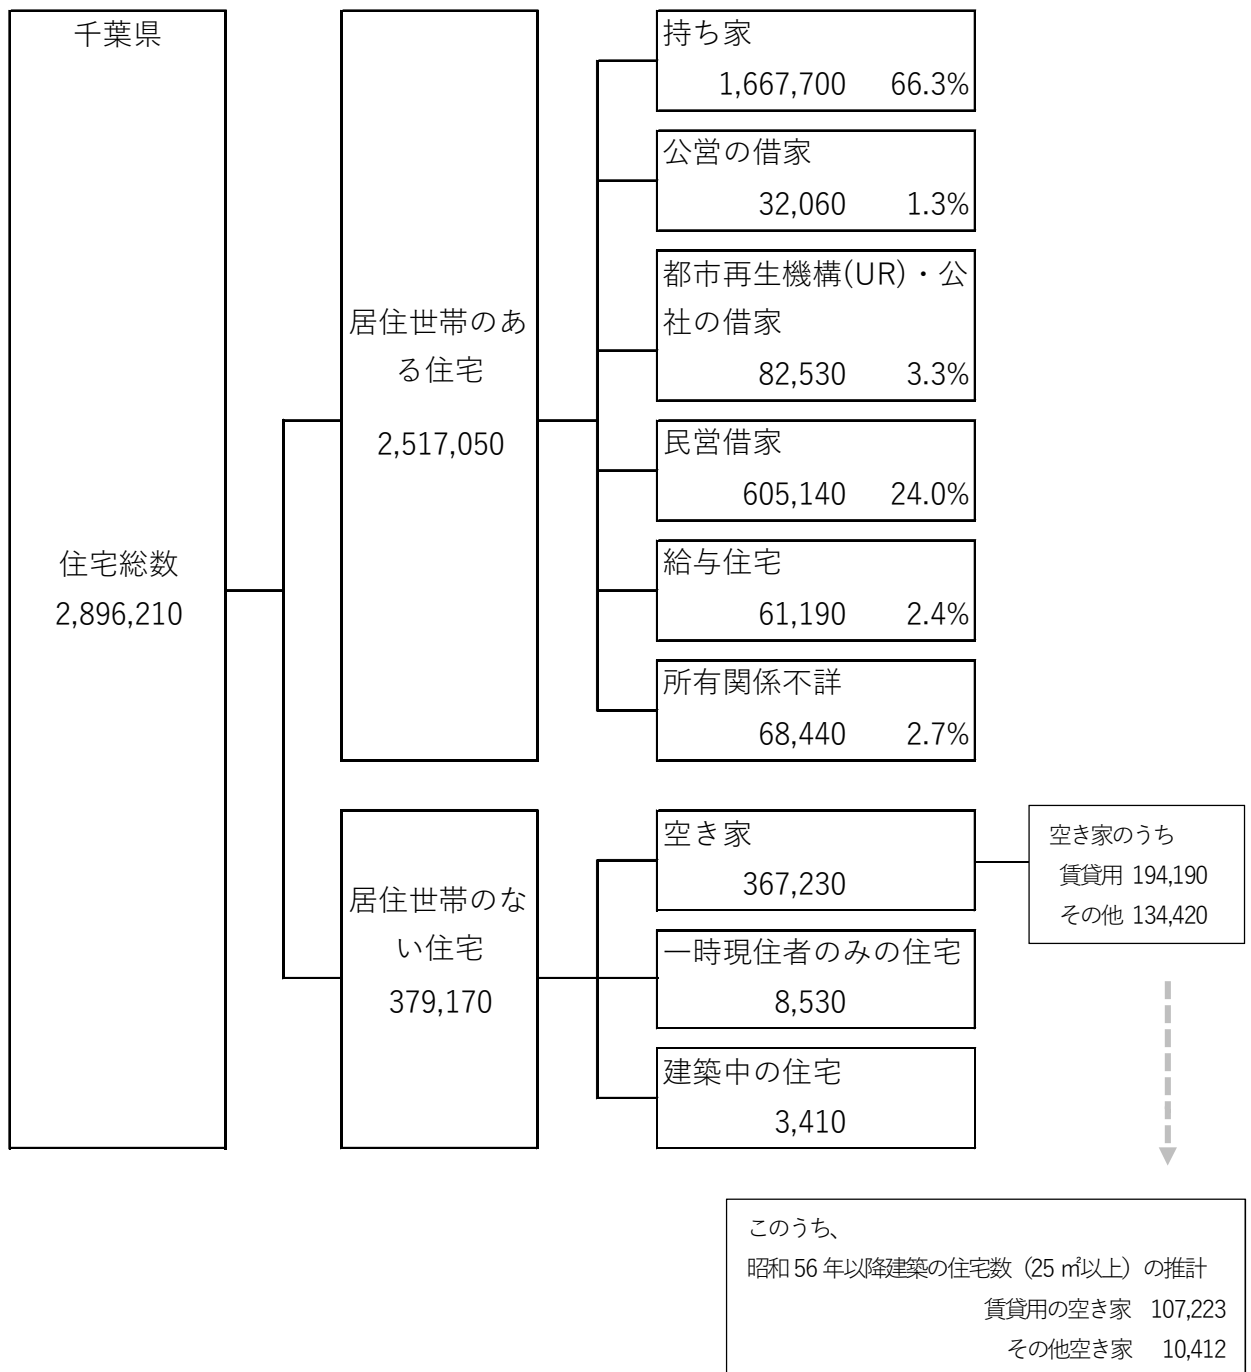 千葉県
住宅総数
2,896,210
居住世帯のあ
る住宅
2,517,050
持ち家
1,667,700 66.3%
公営の借家
32,060 1.3%
都市再生機構(UR)・公
社の借家
82,530 3.3%
民営借家
605,140 24.0%
給与住宅
61,190 2.4%
所有関係不詳
68,440 2.7%
居住世帯のな
い住宅
379,170
空き家
367,230
一時現住者のみの住宅
8,530
建築中の住宅
3,410
空き家のうち
賃貸用 194,190
その他 134,420
このうち、
昭和 56 年以降建築の住宅数（25 ㎡以上）の推計
賃貸用の空き家 107,223
その他空き家 10,412